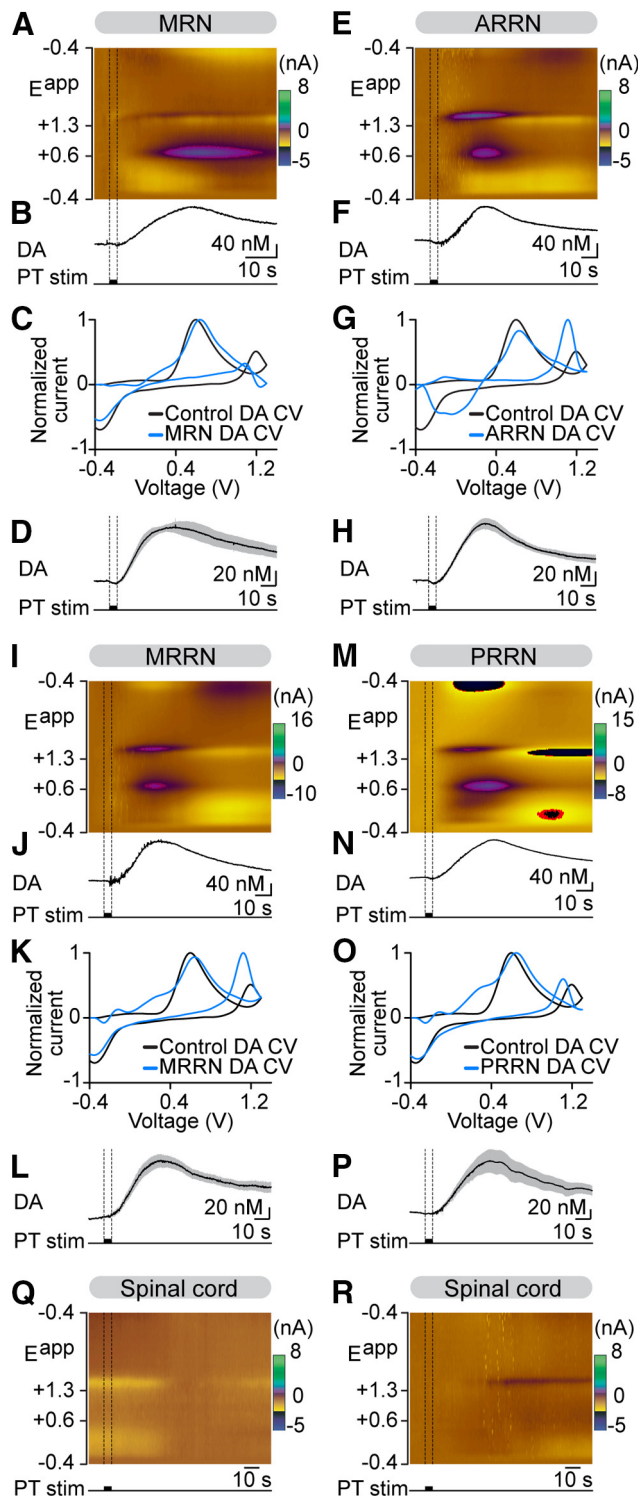 A
MRN
-0.4
Eapp
+1.3
+0.6
-0.4
(nA)
8
0
-5
B
DA
40 nM
10 s
PT stim
C
Normalized
current
1
0
1
Control DA CV
MRN DA CV
-0.4
0.4
1.2
Voltage (V)
D
DA
20 nM
10 s
PT stim
E
ARRN
-0.4
Eapp
+1.3
+0.6
-0.4
(nA)
8
0
-5
F
DA
40 nM
10 s
PT stim
G
Normalized
current
1
0
-1
Control DA CV
ARRN DA CV
-0.4
0.4
1.2
Voltage (V)
H
DA
20 nM
10 s
PT stim
I
MRRN
-0.4
Eapp
+1.3
+0.6
-0.4
(nA)
16
0
-10
J
DA
40 nM
10 s
PT stim
K
Normalized
current
1
0
-1
Control DA CV
MRRN DA CV
-0.4
0.4
1.2
Voltage (V)
L
DA
20 nM
10 s
PT stim
M
PRRN
-0.4
Eapp
+1.3
+0.6
-0.4
(nA)
15
0
-8
N
DA
40 nM
10 s
PT stim
O
Normalized
current
1
0
-1
Control DA CV
PRRN DA CV
-0.4
0.4
1.2
Voltage (V)
P
DA
20 nM
10 s
PT stim
Q
Spinal cord
-0.4
Eapp
+1.3
+0.6
-0.4
(nA)
8
0
-5
10 s
PT stim
R
Spinal cord
-0.4
Eapp
+1.3
+0.6
-0.4
(nA)
8
0
-5
10 s
PT stim